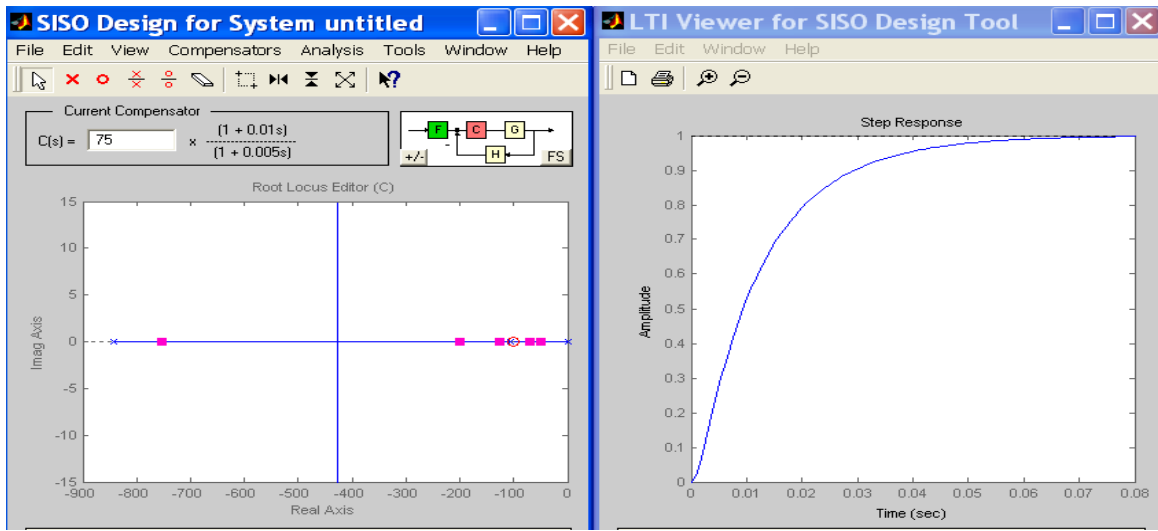 SISO Design for System untitled
File Edit View Compensators Analysis Tools Window Help
Current Compensator
C(s) = 75 x (1 + 0.01s)
(1 + 0.005s)
F C G
H
+/- FS
Root Locus Editor (C)
15
10
5
0
-5
-10
-15
Imag Axis
-900 -800 -700 -600 -500 -400 -300 -200 -100 0
Real Axis
LTI Viewer for SISO Design Tool
File Edit Window Help
Step Response
1
0.9
0.8
0.7
0.6
0.5
0.4
0.3
0.2
0.1
0
Amplitude
0 0.01 0.02 0.03 0.04 0.05 0.06 0.07 0.08
Time (sec)